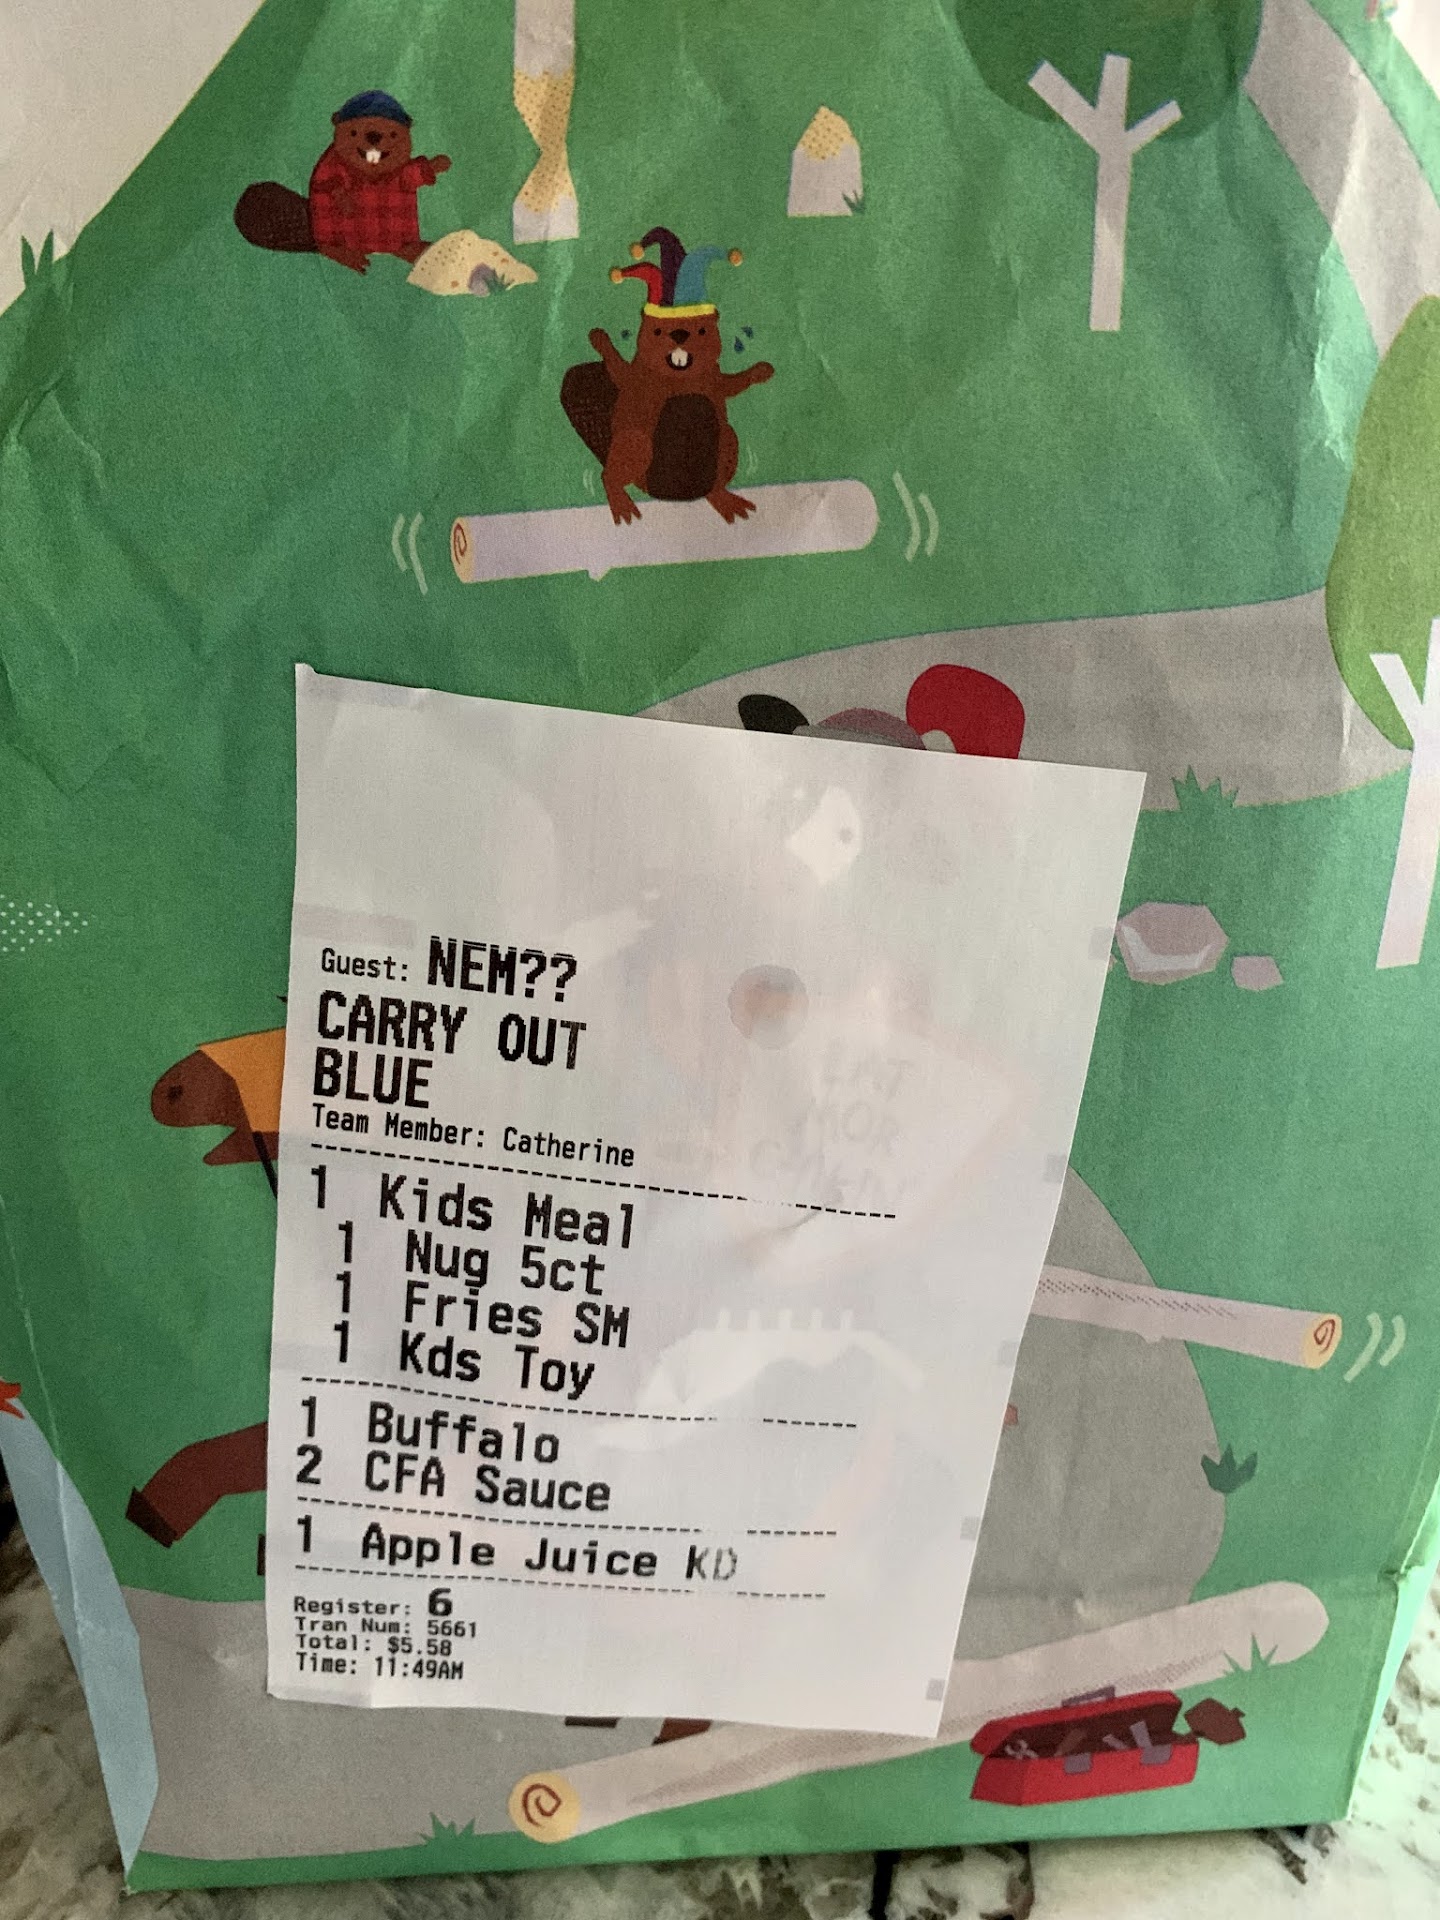 Guest: NEM??
CARRY OUT
BLUE
Team Member: Catherine
1 Kids Meal
1 Nug 5ct
1 Fries SM
1 Kds Toy
1 Buffalo
2 CFA Sauce
1 Apple Juice KD
Register: 6
Tran Num: 5661
Total: $5.58
Time: 11:49AM